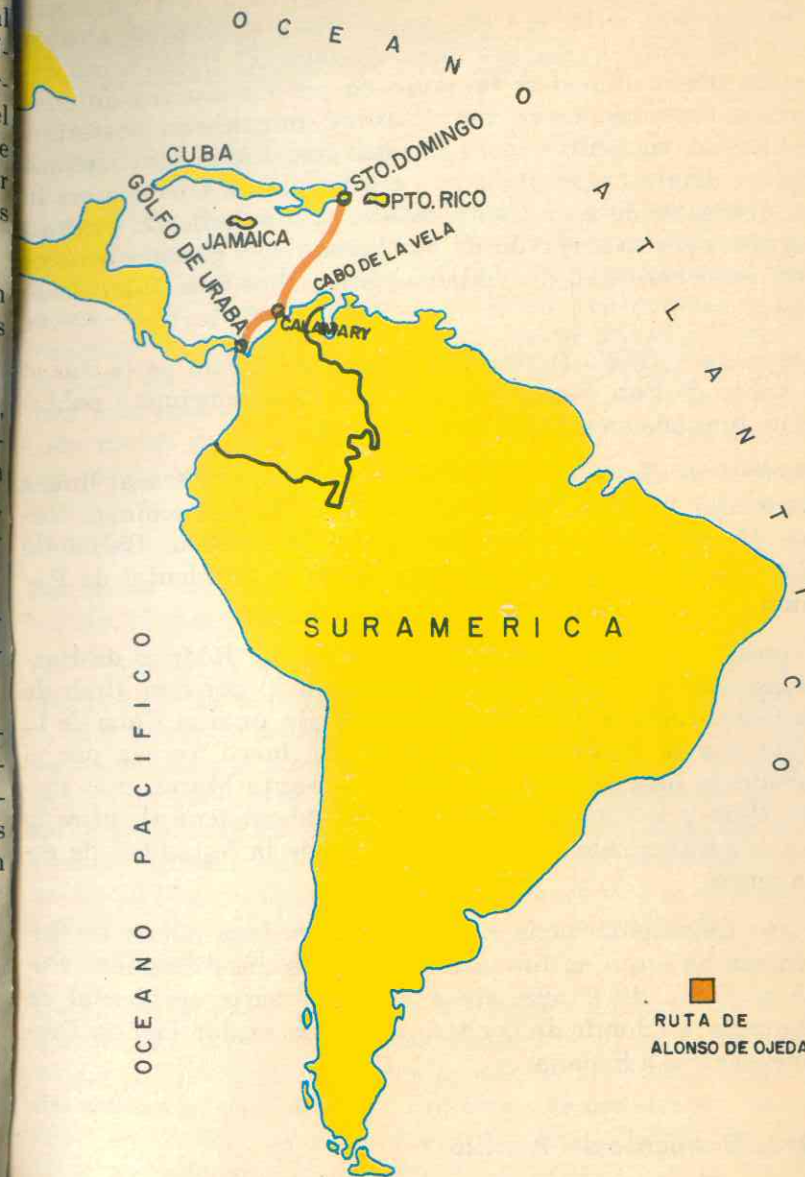 OCEANO ATLANTICO
CUBA
STO. DOMINGO
PTO. RICO
GOLFO DE URABA
JAMAICA
CABO DE LA VELA
CALAMARY
SURAMERICA
OCEANO PACIFICO
RUTA DE
ALONSO DE OJEDA